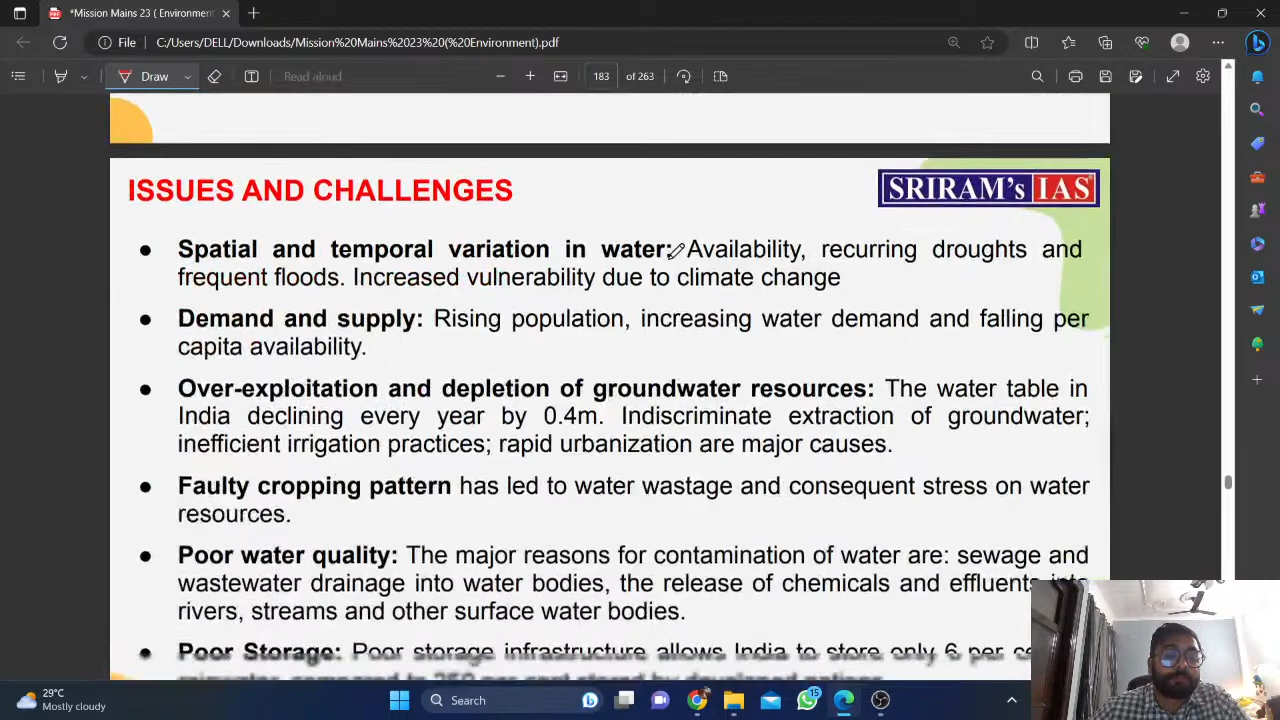 *Mission Mains 23 ( Environment
File C:/Users/DELL/Downloads/Mission%20Mains%2023%20(%20Environment).pdf
Draw Read aloud 183 of 263
ISSUES AND CHALLENGES
SRIRAM's IAS
● Spatial and temporal variation in water: Availability, recurring droughts and
frequent floods. Increased vulnerability due to climate change
● Demand and supply: Rising population, increasing water demand and falling per
capita availability.
● Over-exploitation and depletion of groundwater resources: The water table in
India declining every year by 0.4m. Indiscriminate extraction of groundwater;
inefficient irrigation practices; rapid urbanization are major causes.
● Faulty cropping pattern has led to water wastage and consequent stress on water
resources.
● Poor water quality: The major reasons for contamination of water are: sewage and
wastewater drainage into water bodies, the release of chemicals and effluents into
rivers, streams and other surface water bodies.
● Poor Storage: Poor storage infrastructure allows India to store only 6 per
29°C
Mostly cloudy
Search
15